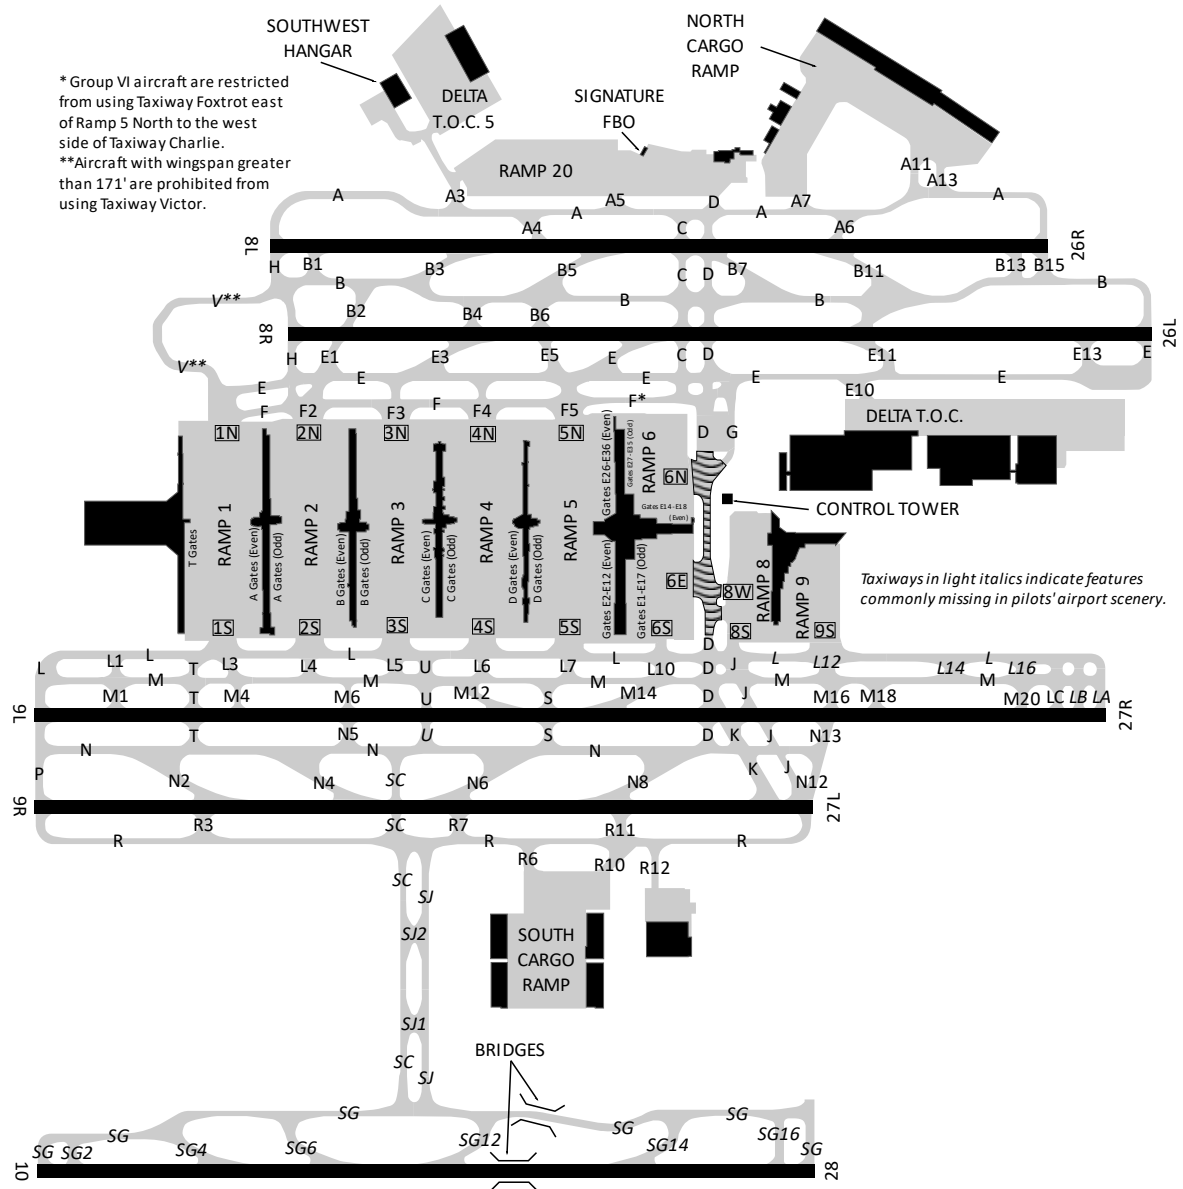 SOUTHWEST
HANGAR
NORTH
CARGO
RAMP
* Group VI aircraft are restricted
from using Taxiway Foxtrot east
of Ramp 5 North to the west
side of Taxiway Charlie.
**Aircraft with wingspan greater
than 171' are prohibited from
using Taxiway Victor.
DELTA
T.O.C. 5
SIGNATURE
FBO
RAMP 20
A11
A13
A A3 A5 D A7 A
A A
A4 C A6
8L 26R
H B1 B3 B5 C D B7 B11 B13 B15
B B
V** B B
B2 B4 B6
8R 26L
H E1 E3 E5 E C D E11 E13 E
V**
E E E E E
E10
F F2 F3 F F4 F5 F*
DELTA T.O.C.
1N 2N 3N 4N 5N D G
6N
CONTROL TOWER
T Gates
RAMP 1
A Gates (Even)
A Gates (Odd)
RAMP 2
B Gates (Even)
B Gates (Odd)
RAMP 3
C Gates (Even)
C Gates (Odd)
RAMP 4
D Gates (Even)
D Gates (Odd)
RAMP 5
Gates E26-E36 (Even)
Gates E27-E35 (Odd)
RAMP 6
Gates E14-E18
(Even)
Gates E2-E12 (Even)
Gates E1-E17 (Odd)
6E
8W
RAMP 8
RAMP 9
Taxiways in light italics indicate features
commonly missing in pilots' airport scenery.
1S 2S 3S 4S 5S 6S 8S 9S
D
L L1 L T L3 L4 L L5 U L6 L7 L L10 D J L L12 L14 L L16
M M M M M
M1 T M4 M6 U M12 S M14 D J M16 M18 M20 LC LB LA
9L 27R
T N5 U S D K J N13
N N N
P N2 N4 SC N6 N8 K J N12
9R 27L
R3 SC R7 R11
R R R
R6 R10 R12
SC
SJ
SJ2
SOUTH
CARGO
RAMP
SJ1
BRIDGES
SC
SJ
SG SG
SG SG
SG SG2 SG4 SG6 SG12 SG14 SG16 SG
10 28